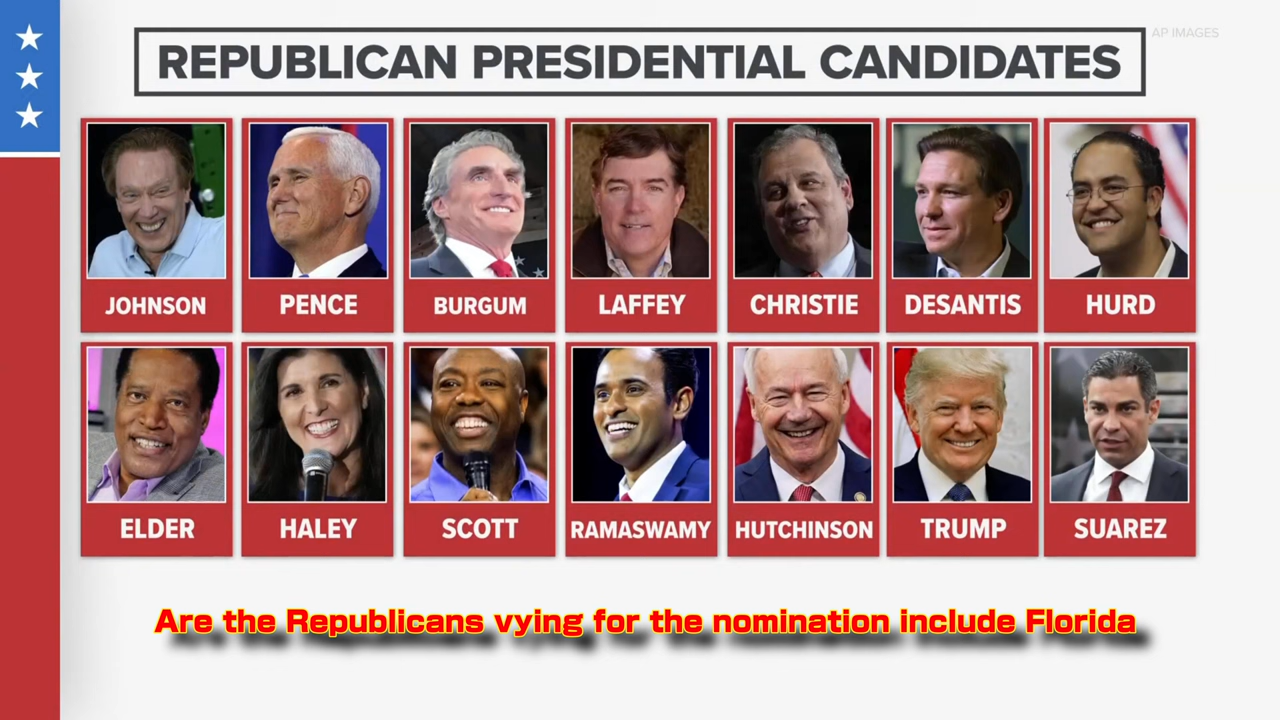 AP IMAGES
REPUBLICAN PRESIDENTIAL CANDIDATES
JOHNSON PENCE BURGUM LAFFEY CHRISTIE DESANTIS HURD
ELDER HALEY SCOTT RAMASWAMY HUTCHINSON TRUMP SUAREZ
Are the Republicans vying for the nomination include Florida